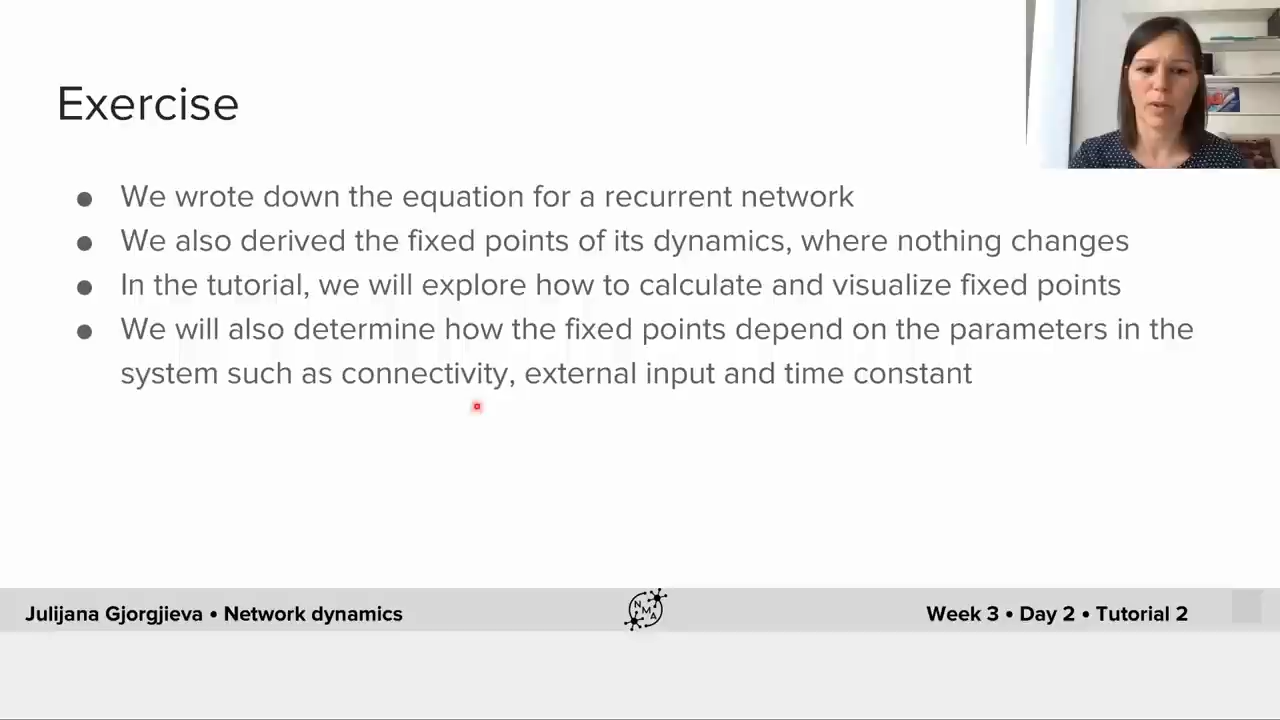 Exercise
● We wrote down the equation for a recurrent network
● We also derived the fixed points of its dynamics, where nothing changes
● In the tutorial, we will explore how to calculate and visualize fixed points
● We will also determine how the fixed points depend on the parameters in the
system such as connectivity, external input and time constant
Julijana Gjorgjieva • Network dynamics
NMA
Week 3 • Day 2 • Tutorial 2